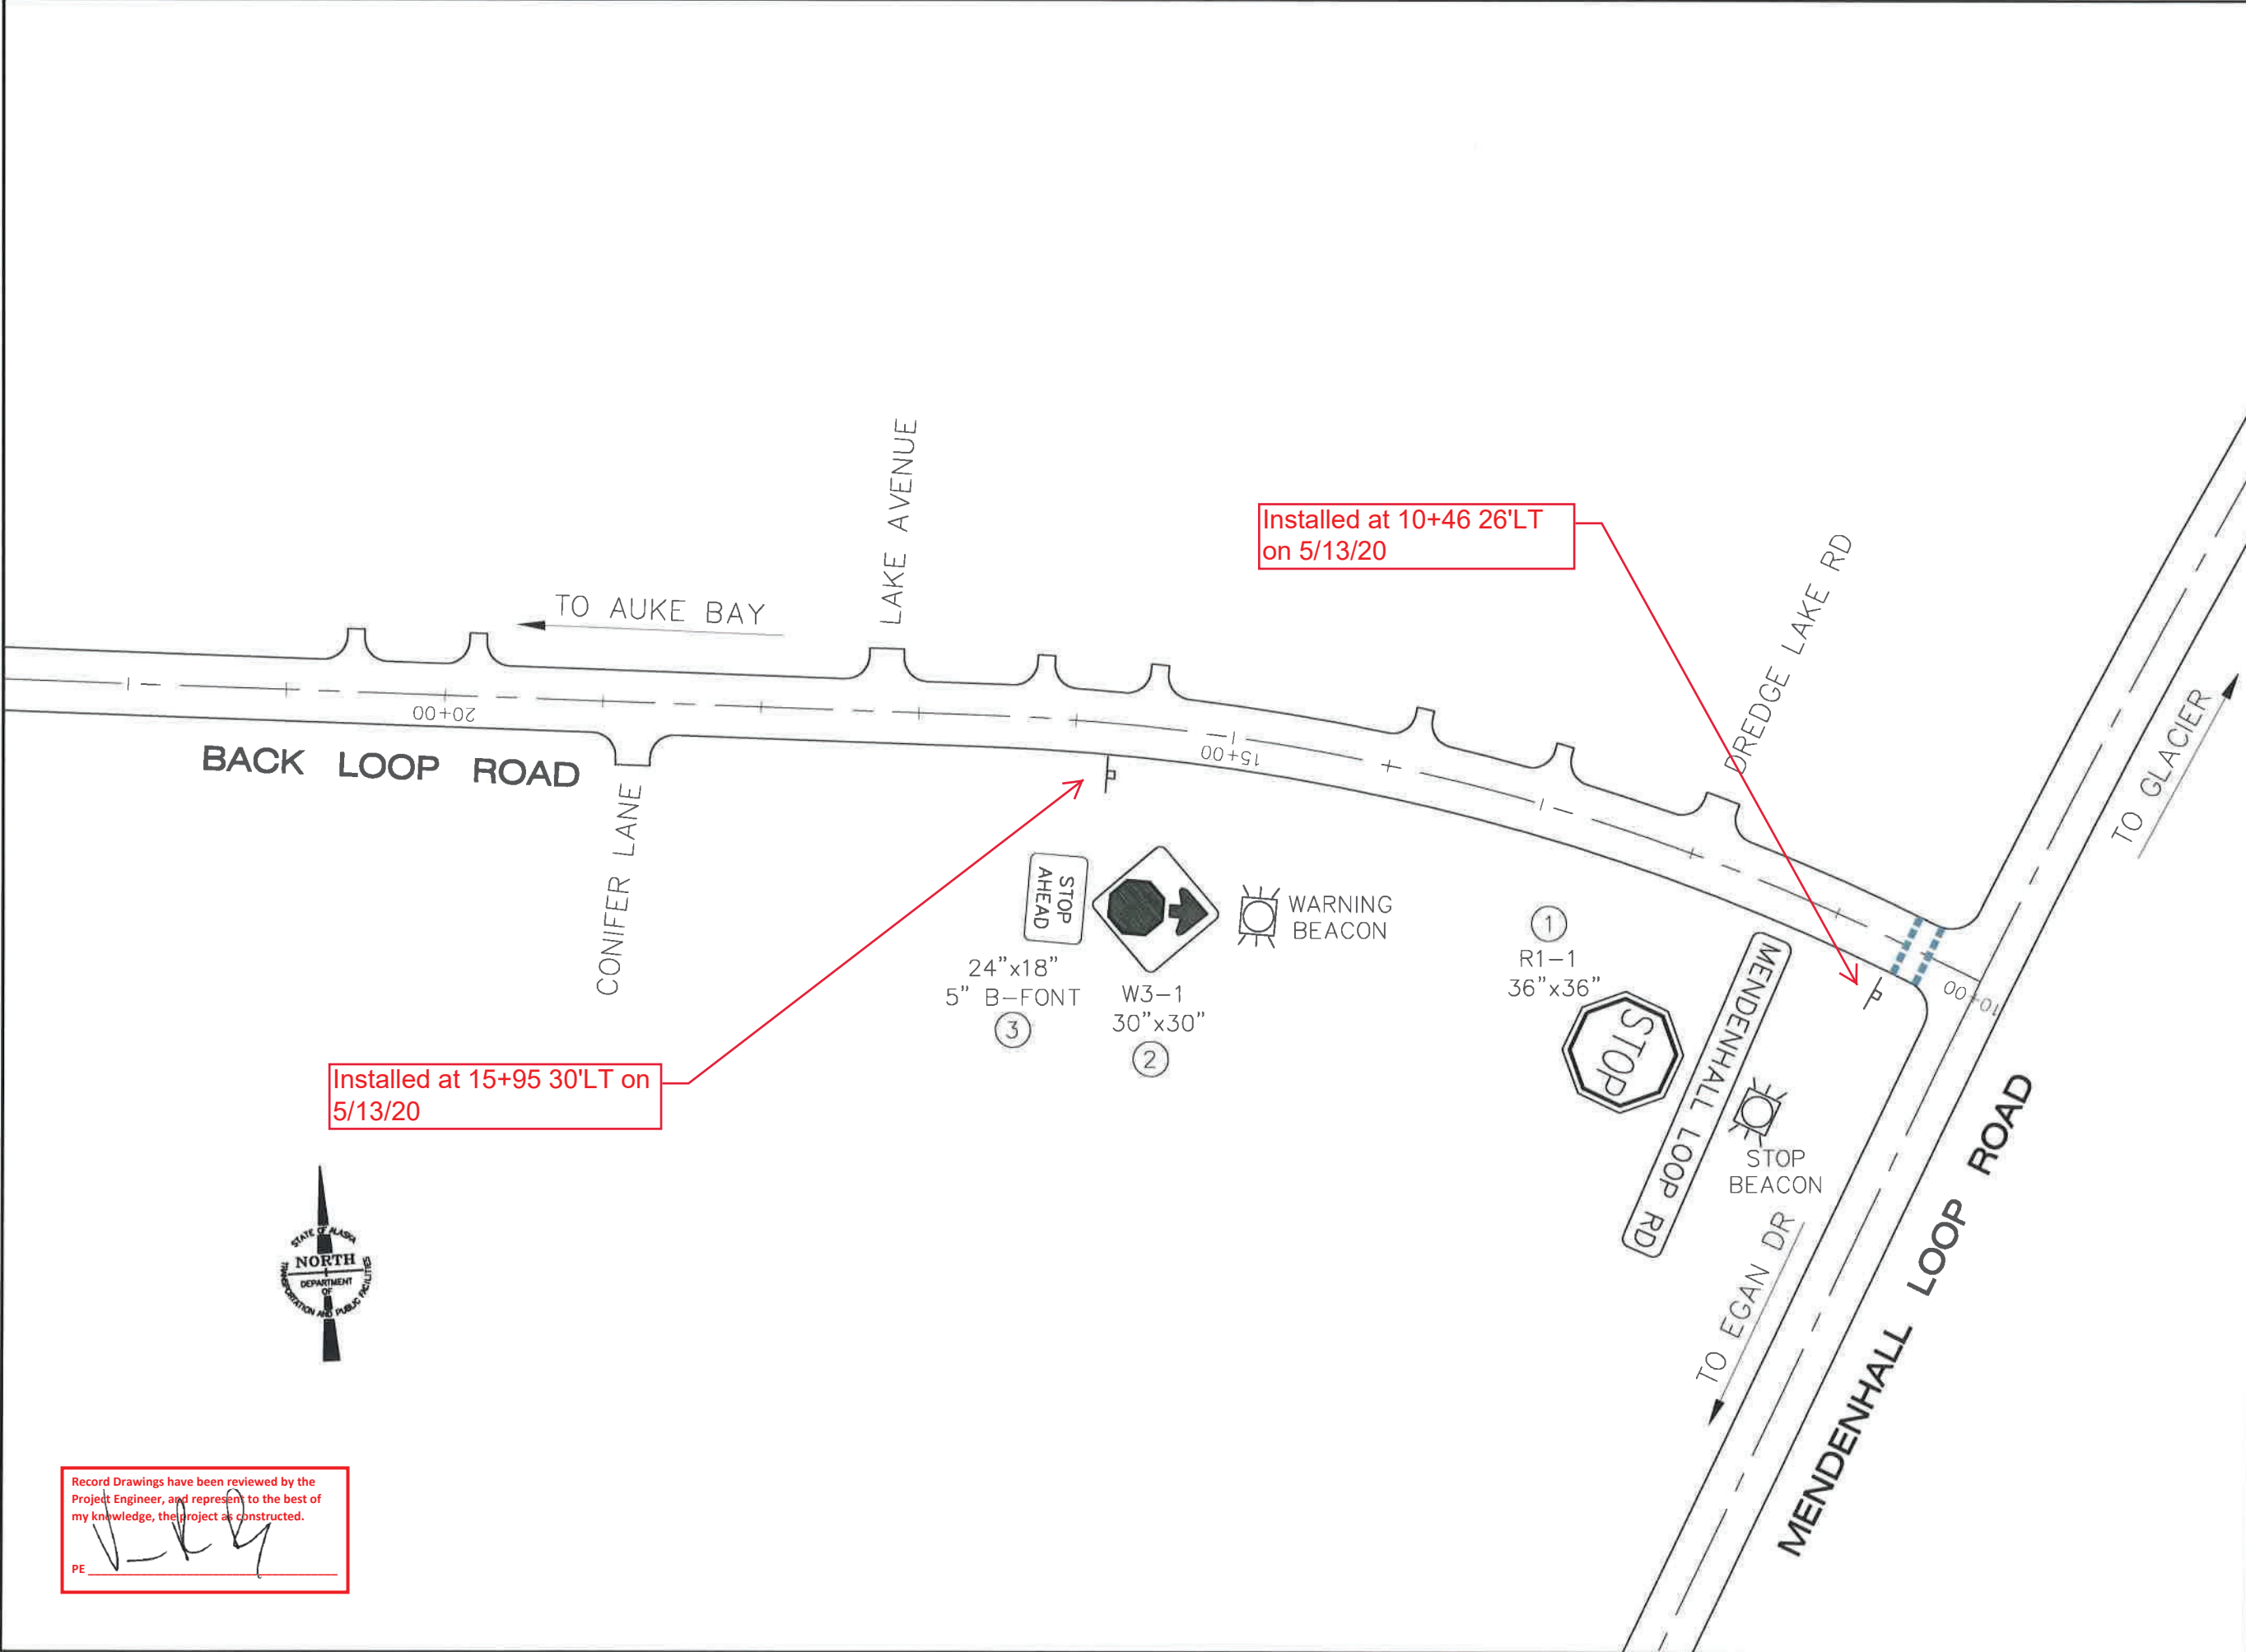 LAKE AVENUE
Installed at 10+46 26'LT
on 5/13/20
DREDGE LAKE RD
TO AUKE BAY
20+00
15+00
BACK LOOP ROAD
CONIFER LANE
TO GLACIER
STOP
AHEAD
WARNING
BEACON
24"x18"
5" B-FONT
3
W3-1
30"x30"
2
1
R1-1
36"x36"
STOP
MENDENHALL LOOP RD
STOP
BEACON
10+00
Installed at 15+95 30'LT on
5/13/20
TO EGAN DR
MENDENHALL LOOP ROAD
STATE OF ALASKA
NORTH
DEPARTMENT
OF
TRANSPORTATION AND PUBLIC FACILITIES
Record Drawings have been reviewed by the
Project Engineer, and represent to the best of
my knowledge, the project as constructed.
PE